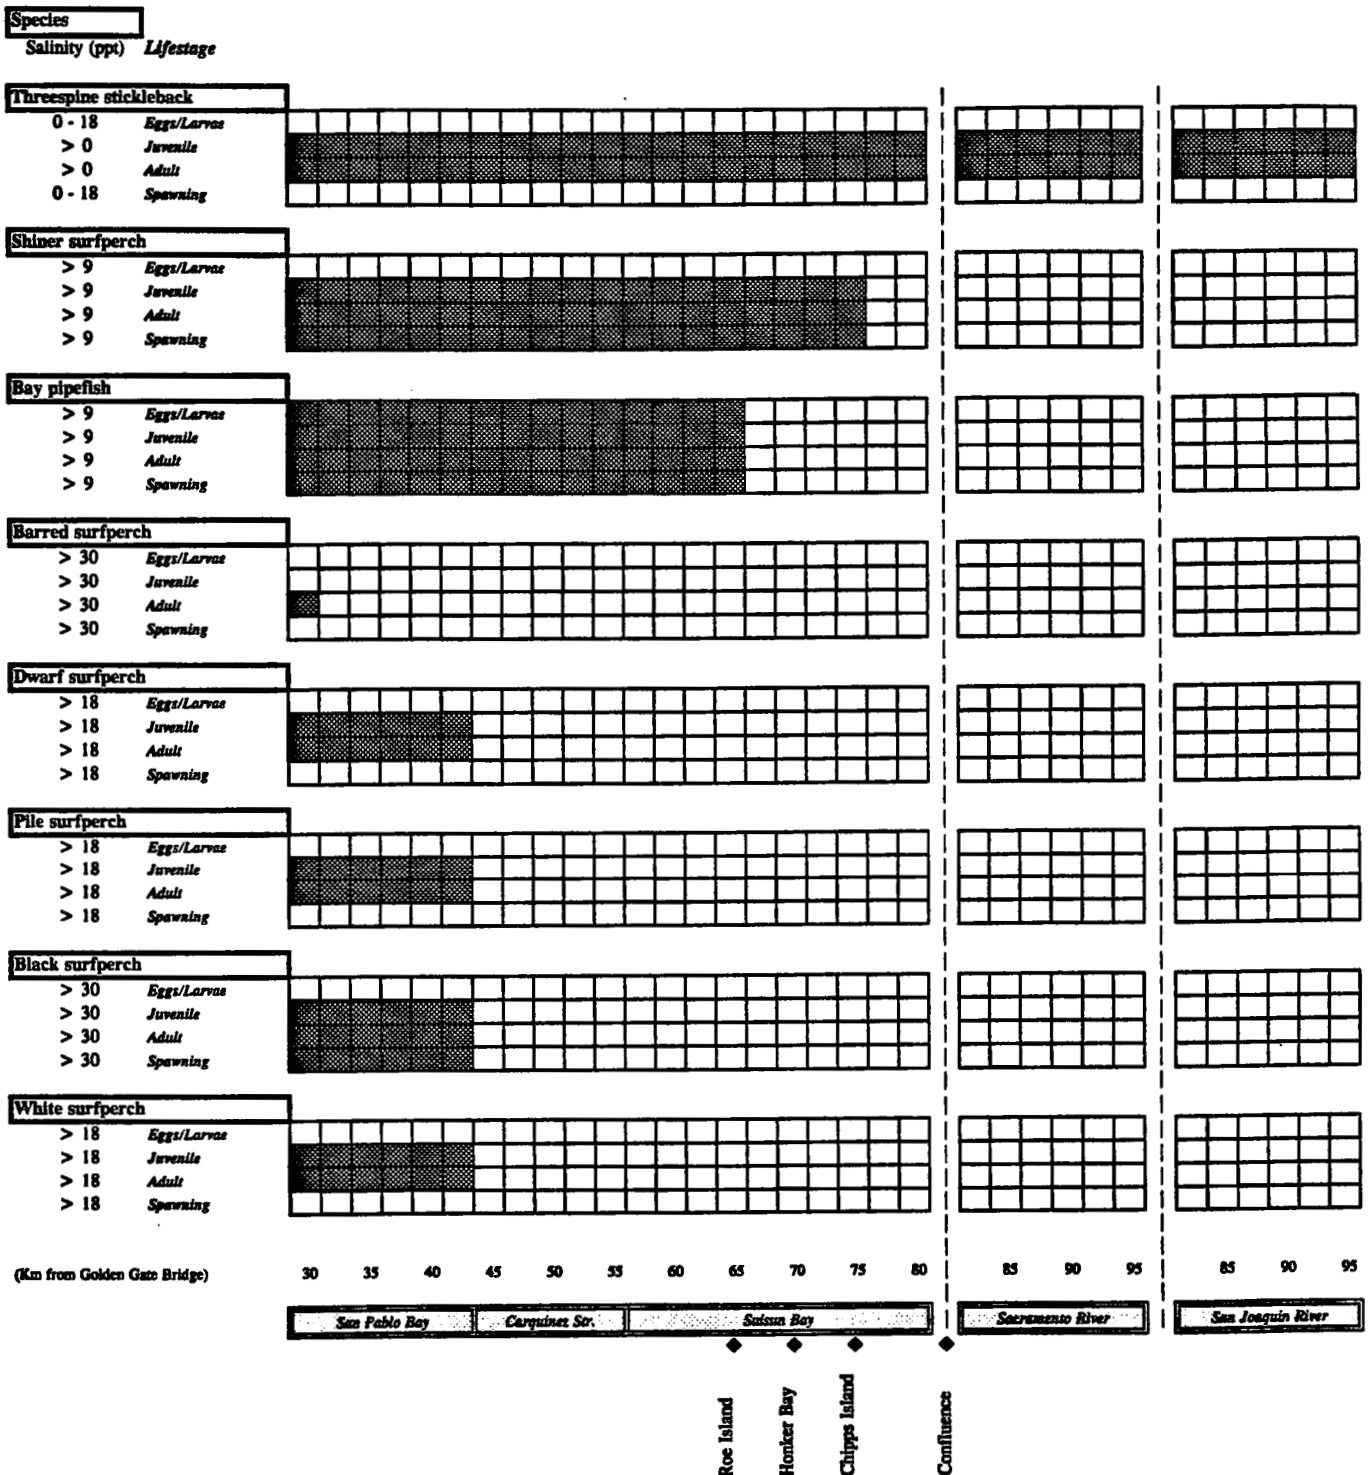 Species
Salinity (ppt) Lifestage
Threespine stickleback
0 - 18 Eggs/Larvae
> 0 Juvenile
> 0 Adult
0 - 18 Spawning
Shiner surfperch
> 9 Eggs/Larvae
> 9 Juvenile
> 9 Adult
> 9 Spawning
Bay pipefish
> 9 Eggs/Larvae
> 9 Juvenile
> 9 Adult
> 9 Spawning
Barred surfperch
> 30 Eggs/Larvae
> 30 Juvenile
> 30 Adult
> 30 Spawning
Dwarf surfperch
> 18 Eggs/Larvae
> 18 Juvenile
> 18 Adult
> 18 Spawning
Pile surfperch
> 18 Eggs/Larvae
> 18 Juvenile
> 18 Adult
> 18 Spawning
Black surfperch
> 30 Eggs/Larvae
> 30 Juvenile
> 30 Adult
> 30 Spawning
White surfperch
> 18 Eggs/Larvae
> 18 Juvenile
> 18 Adult
> 18 Spawning
(Km from Golden Gate Bridge) 30 35 40 45 50 55 60 65 70 75 80 85 90 95 85 90 95
San Pablo Bay Carquinez Str. Suisun Bay Sacramento River San Joaquin River
Roe Island
Honker Bay
Chipps Island
Confluence